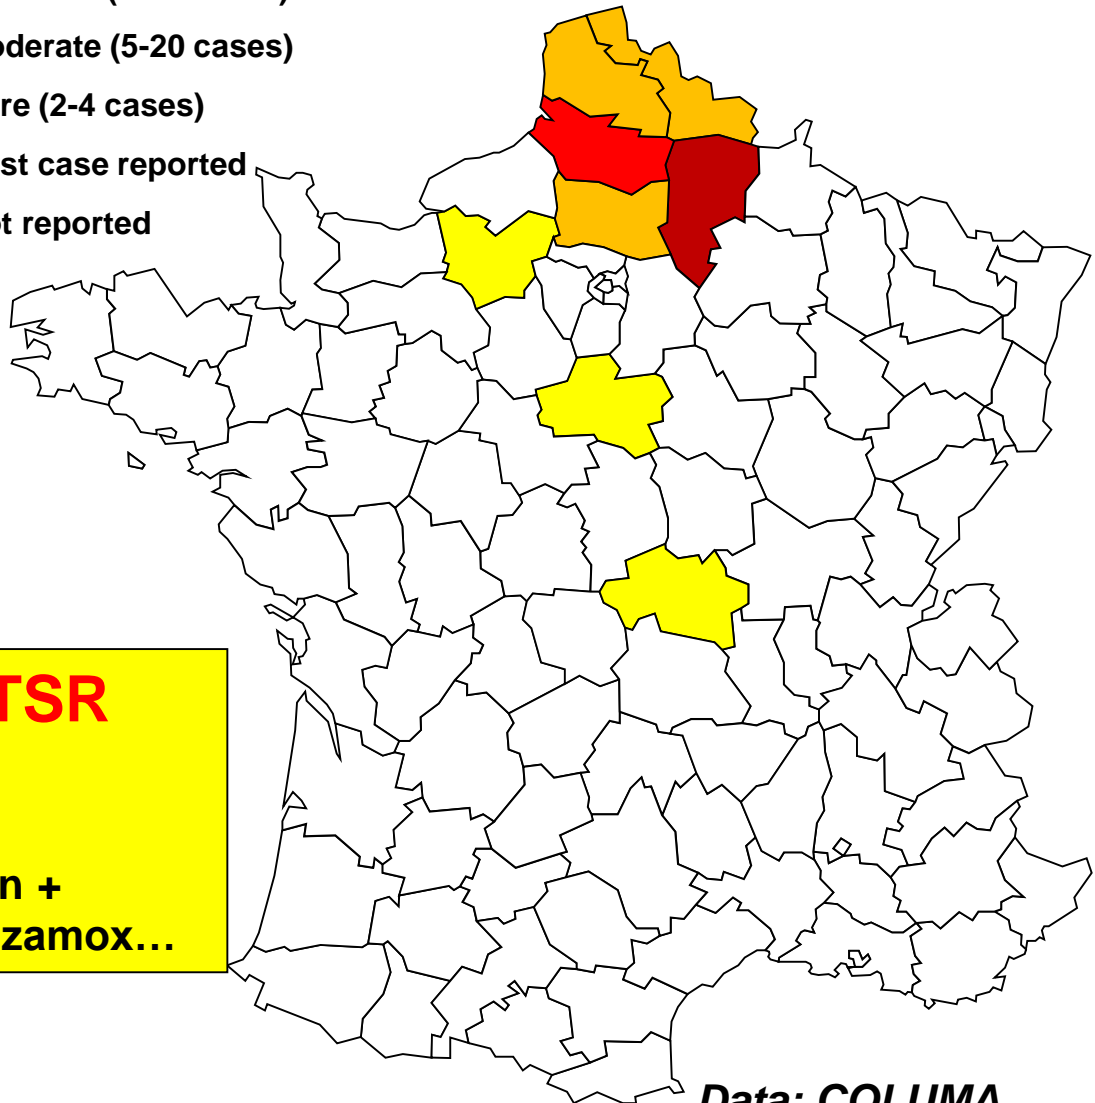 oderate (5-20 cases)
re (2-4 cases)
st case reported
t reported
TSR
n +
zamox…
Data: COLUMA